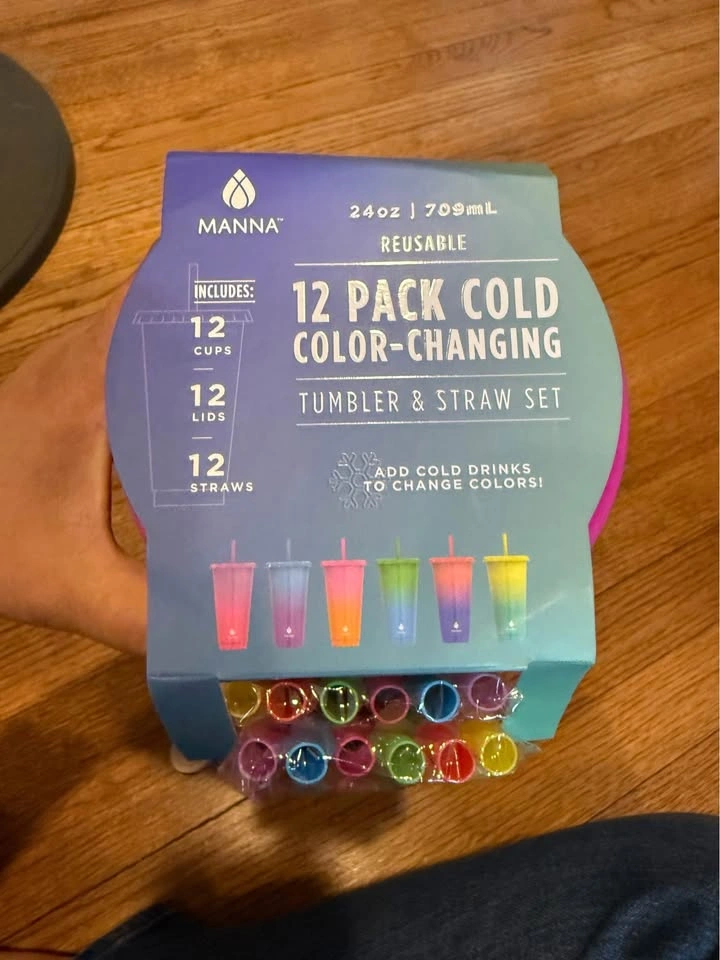 MANNA™
24oz | 709mL
REUSABLE
12 PACK COLD
COLOR-CHANGING
TUMBLER & STRAW SET
INCLUDES:
12
CUPS
12
LIDS
12
STRAWS
ADD COLD DRINKS
TO CHANGE COLORS!